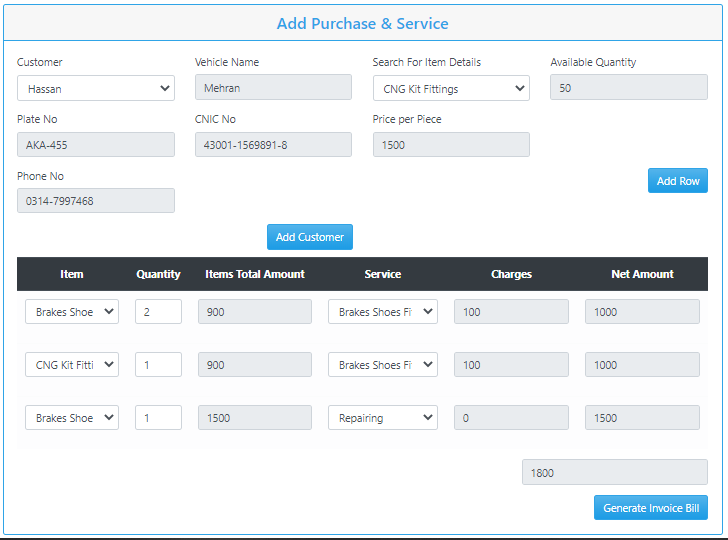 Add Purchase & Service
Customer Vehicle Name Search For Item Details Available Quantity
Hassan Mehran CNG Kit Fittings 50
Plate No CNIC No Price per Piece
AKA-455 43001-1569891-8 1500
Phone No
Add Row
0314-7997468
Add Customer
Item Quantity Items Total Amount Service Charges Net Amount
Brakes Shoe 2 900 Brakes Shoes Fi 100 1000
CNG Kit Fitti 1 900 Brakes Shoes Fi 100 1000
Brakes Shoe 1 1500 Repairing 0 1500
1800
Generate Invoice Bill